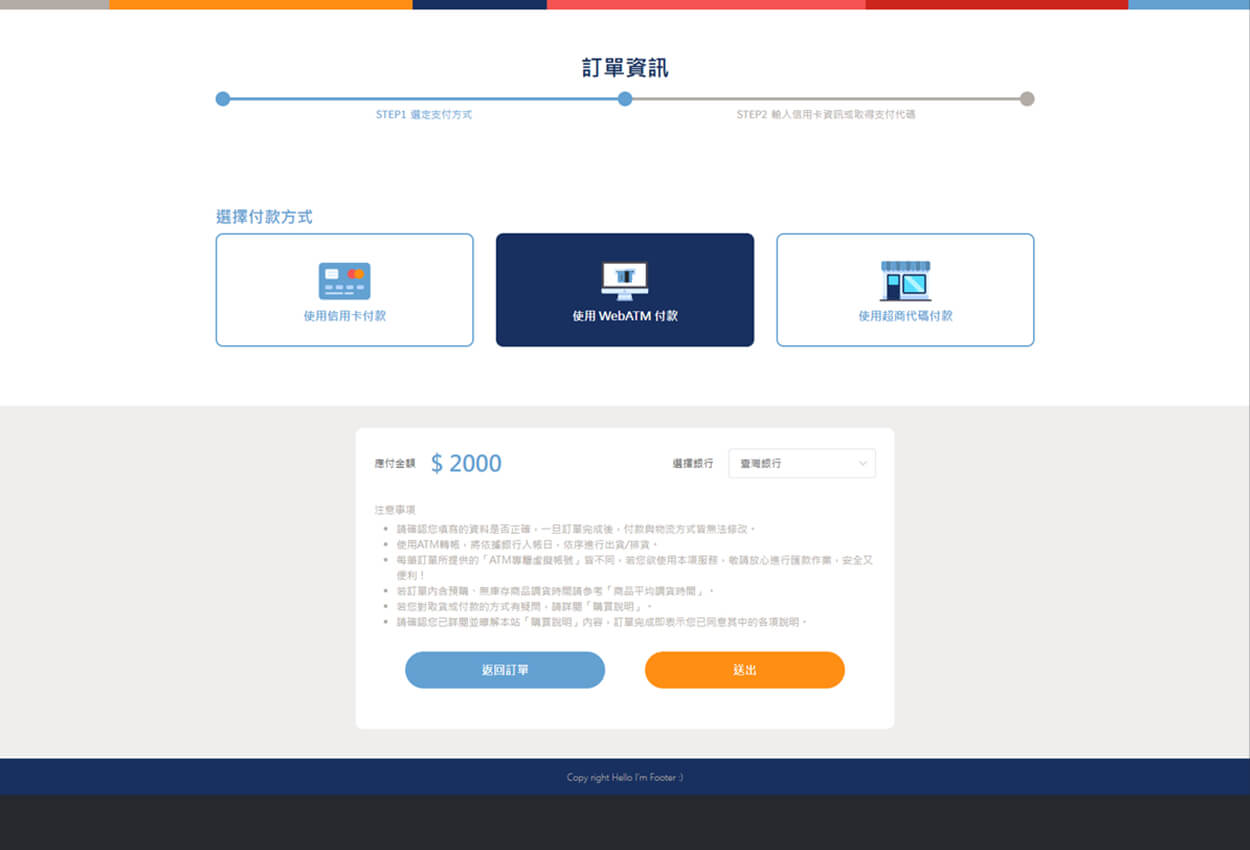 訂單資訊
STEP1 選定支付方式
STEP2 輸入信用卡資訊或取得支付代碼
選擇付款方式
使用信用卡付款
使用 WebATM 付款
使用超商代碼付款
應付金額 $ 2000
選擇銀行 臺灣銀行
注意事項
請確認您填寫的資料是否正確，一旦訂單完成後，付款與物流方式皆無法修改。
使用ATM轉帳，將依據銀行入帳日，依序進行出貨/排貨。
每筆訂單所提供的「ATM專屬虛擬帳號」皆不同，若您欲使用本項服務，敬請放心進行匯款作業，安全又
便利！
若訂單內含預購、無庫存商品調貨時間請參考「商品平均調貨時間」。
若您對取貨或付款的方式有疑問，請詳閱「購買說明」。
請確認您已詳閱並瞭解本站「購買說明」內容，訂單完成即表示您已同意其中的各項說明。
返回訂單
送出
Copy right Hello I'm Footer :)